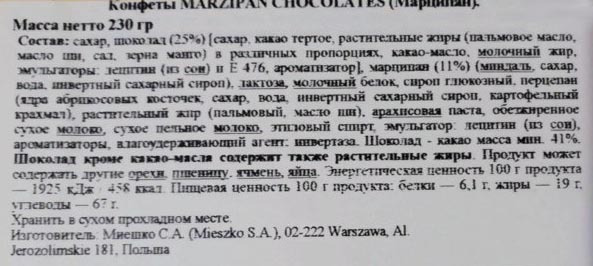 Конфеты MARZIPAN CHOCOLATES (Марципан).
Масса нетто 230 гр
Состав: сахар, шоколад (25%) [сахар, какао тертое, растительные жиры (пальмовое масло,
масло ши, сал, зерна манго) в различных пропорциях, какао-масло, молочный жир,
эмульгаторы: лецитин (из сои) и Е 476, ароматизатор], марципан (11%) (миндаль, сахар,
вода, инвертный сахарный сироп), лактоза, молочный белок, сироп глюкозный, перципан
(ядра абрикосовых косточек, сахар, вода, инвертный сахарный сироп, картофельный
крахмал), растительный жир (пальмовый, масло ши), арахисовая паста, обезжиренное
сухое молоко, сухое цельное молоко, этиловый спирт, эмульгатор: лецитин (из сои),
ароматизаторы, влагоудерживающий агент: инвертаза. Шоколад - какао масса мин. 41%.
Шоколад кроме какао-масла содержит также растительные жиры. Продукт может
содержать другие орехи, пшеницу, ячмень, яйца. Энергетическая ценность 100 г продукта
— 1925 кДж / 458 ккал. Пищевая ценность 100 г продукта: белки — 6,1 г, жиры — 19 г,
углеводы — 67 г.
Хранить в сухом прохладном месте.
Изготовитель: Миешко С.А. (Mieszko S.A.), 02-222 Warszawa, Al.
Jerozolimskie 181, Польша